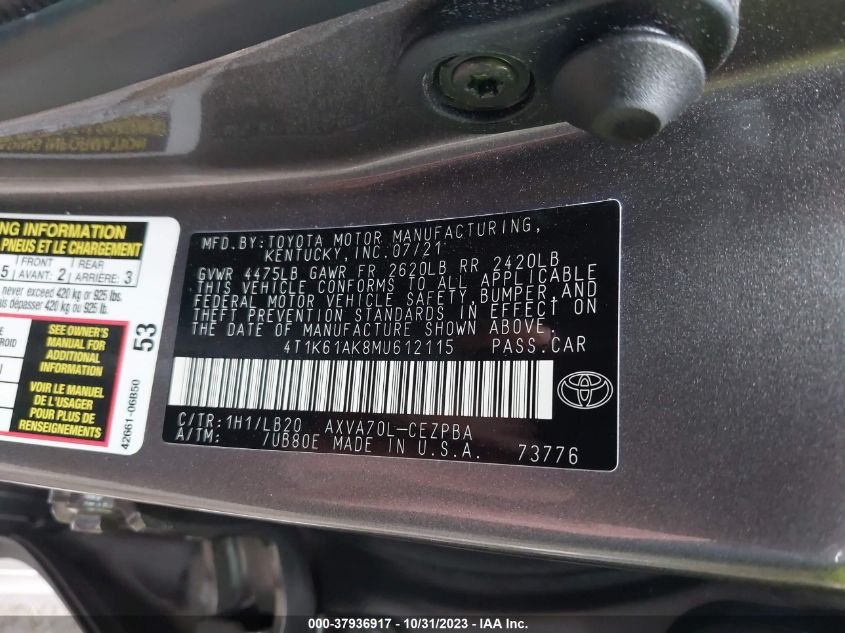 MFD.BY: TOYOTA MOTOR MANUFACTURING,
KENTUCKY, INC. 07/21
GVWR 4475LB GAWR FR 2620LB RR 2420LB
THIS VEHICLE CONFORMS TO ALL APPLICABLE
FEDERAL MOTOR VEHICLE SAFETY, BUMPER, AND
THEFT PREVENTION STANDARDS IN EFFECT ON
THE DATE OF MANUFACTURE SHOWN ABOVE.
4T1K61AK8MU612115 PASS.CAR
C/TR: 1H1/LB20 AXVA70L-CEZPBA
A/TM: /UB80E MADE IN U.S.A.
73776
NG INFORMATION
PNEUS ET LE CHARGEMENT
5 FRONT AVANT: 2 REAR ARRIÈRE: 3
never exceed 420 kg or 925 lbs.
dépasser 420 kg ou 925 lb.
SEE OWNER'S
MANUAL FOR
ADDITIONAL
INFORMATION
VOIR LE MANUEL
DE L'USAGER
POUR PLUS DE
RENSEIGNEMENTS
53
42661-06B50
000-37936917 - 10/31/2023 - IAA Inc.